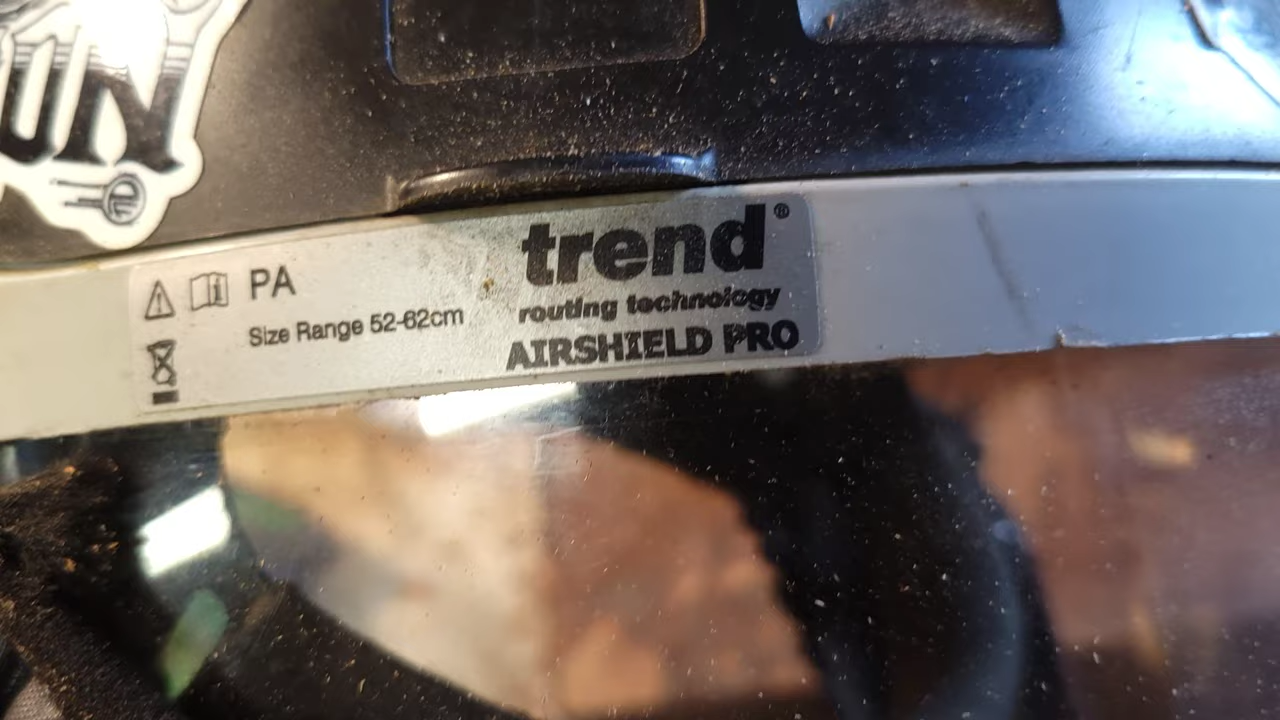 PA
Size Range 52-62cm
trend®
routing technology
AIRSHIELD PRO